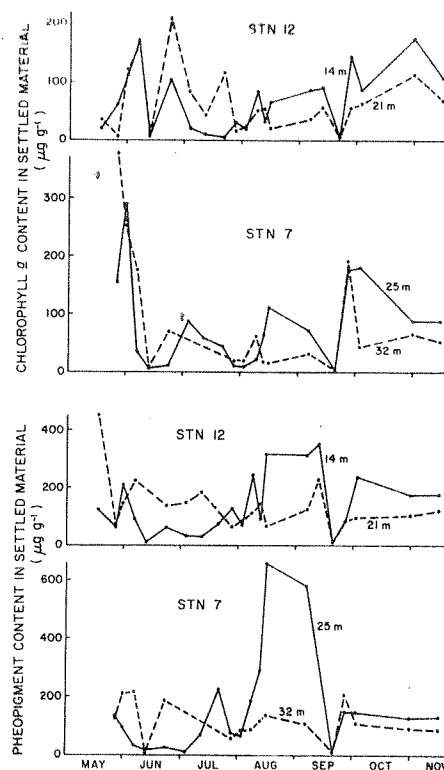 CHLOROPHYLL a CONTENT IN SETTLED MATERIAL
(µg g⁻¹)
200
STN 12
14 m
100
21 m
0
300
STN 7
200
25 m
100
32 m
0
PHEOPIGMENT CONTENT IN SETTLED MATERIAL
(µg g⁻¹)
400
STN 12
14 m
200
21 m
0
600
STN 7
25 m
400
200
32 m
0
MAY JUN JUL AUG SEP OCT NOV